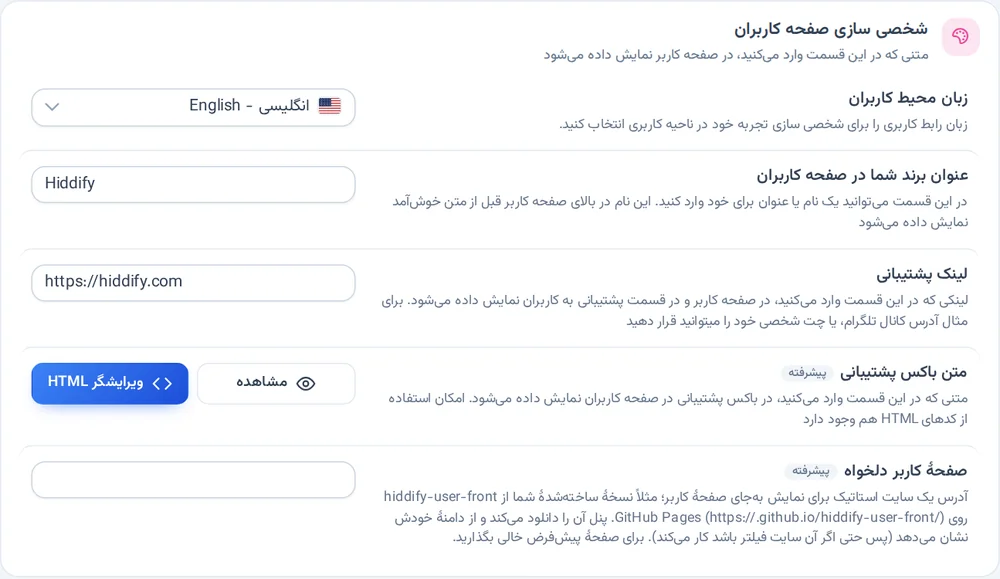 شخصی سازی صفحه کاربران
متنی که در این قسمت وارد می‌کنید، در صفحه کاربر نمایش داده می‌شود
زبان محیط کاربران
زبان رابط کاربری را برای شخصی سازی تجربه خود در ناحیه کاربری انتخاب کنید.
انگلیسی - English
عنوان برند شما در صفحه کاربران
در این قسمت می‌توانید یک نام یا عنوان برای خود وارد کنید. این نام در بالای صفحه کاربر قبل از متن خوش‌آمد
نمایش داده می‌شود
Hiddify
لینک پشتیبانی
لینکی که در این قسمت وارد می‌کنید، در صفحه کاربر و در قسمت پشتیبانی به کاربران نمایش داده می‌شود. برای
مثال آدرس کانال تلگرام، یا چت شخصی خود را میتوانید قرار دهید
https://hiddify.com
متن باکس پشتیبانی پیشرفته
متنی که در این قسمت وارد می‌کنید، در باکس پشتیبانی در صفحه کاربران نمایش داده می‌شود. امکان استفاده
از کدهای HTML هم وجود دارد
مشاهده
ویرایشگر HTML
صفحهٔ کاربر دلخواه پیشرفته
آدرس یک سایت استاتیک برای نمایش به‌جای صفحهٔ کاربر؛ مثلاً نسخهٔ ساخته‌شدهٔ شما از hiddify-user-front
روی GitHub Pages (https://.github.io/hiddify-user-front/). پنل آن را دانلود می‌کند و از دامنهٔ خودش
نشان می‌دهد (پس حتی اگر آن سایت فیلتر باشد کار می‌کند). برای صفحهٔ پیش‌فرض خالی بگذارید.